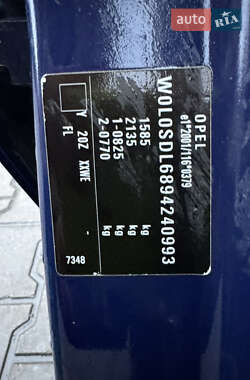 AUTO RIA
OPEL
e1*2001/116*0379
W0L0SDL6894240993
1585 kg
2135 kg
1-0825 kg
2-0770 kg
Y 20Z XXWE -
FL 7348